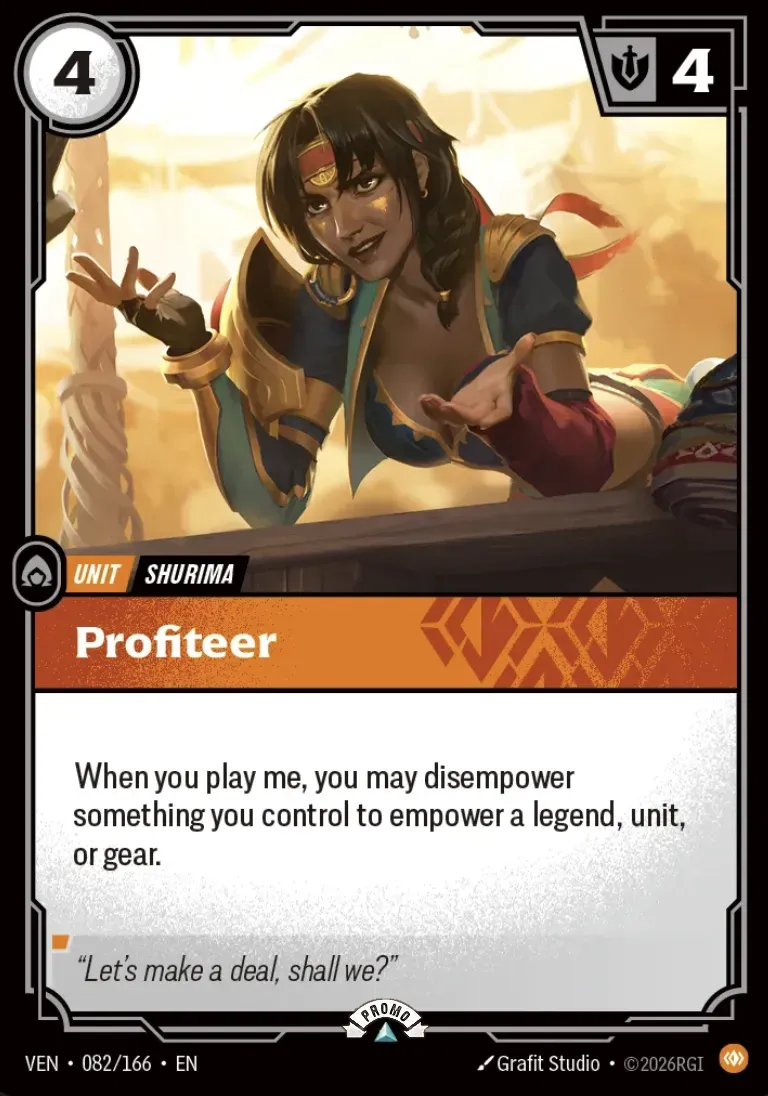 4
4
UNIT
SHURIMA
Profiteer
When you play me, you may disempower
something you control to empower a legend, unit,
or gear.
“Let’s make a deal, shall we?”
PROMO
VEN • 082/166 • EN
Grafit Studio • ©2026RGI